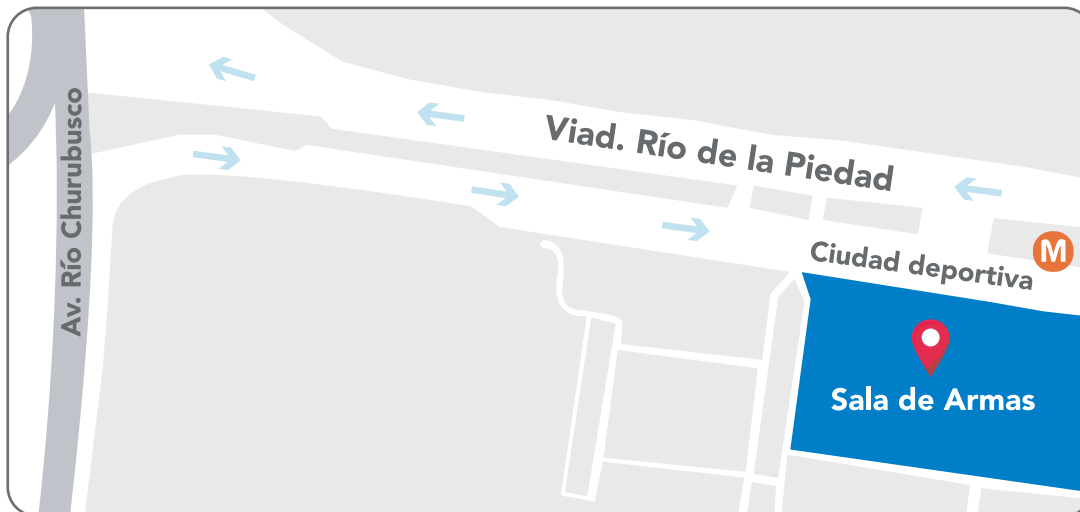 Av. Río Churubusco
Viad. Río de la Piedad
Ciudad deportiva
M
Sala de Armas